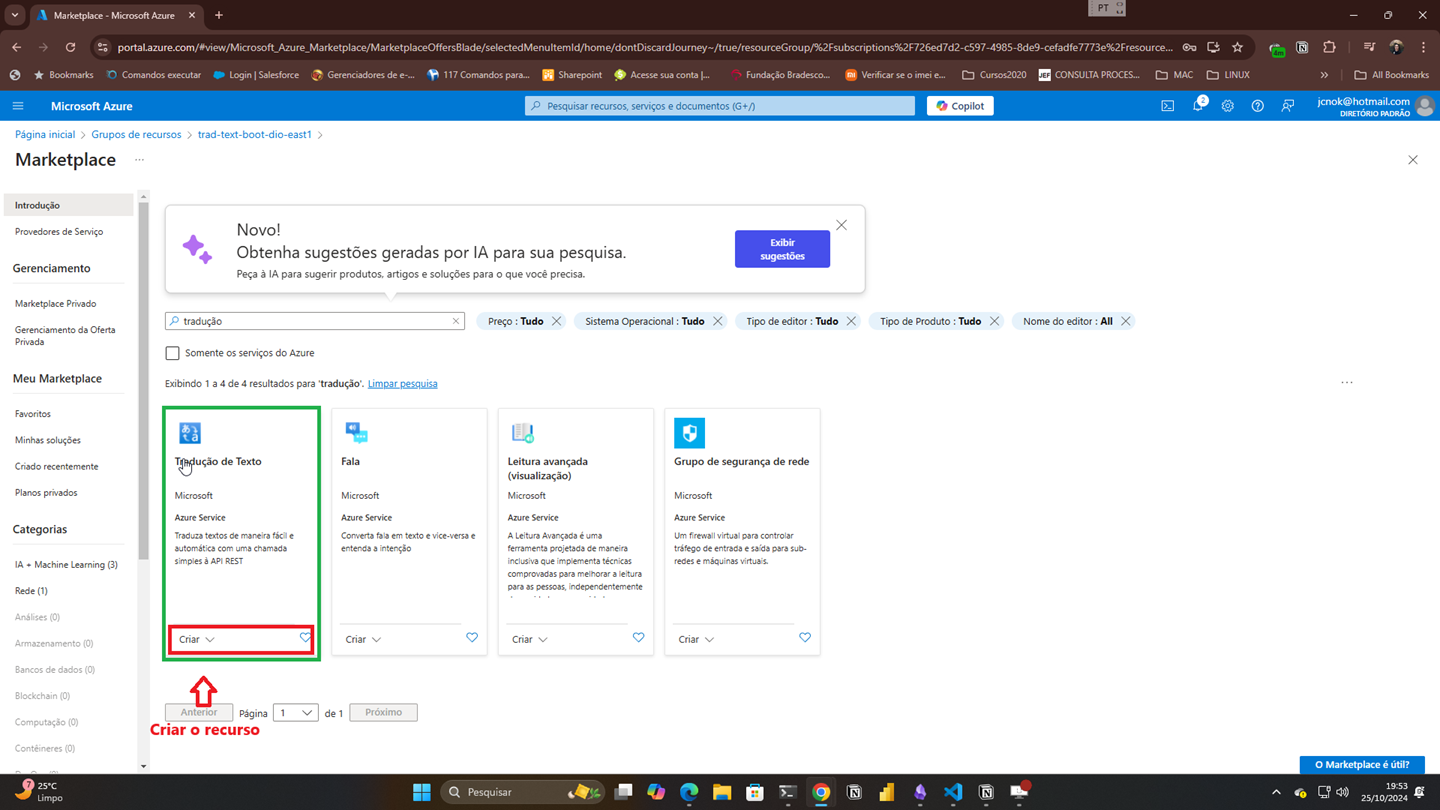 Marketplace - Microsoft Azure
PT
portal.azure.com/#view/Microsoft_Azure_Marketplace/MarketplaceOffersBlade/selectedMenuItemId/home/dontDiscardJourney~/true/resourceGroup/%2Fsubscriptions%2F726ed7d2-c597-4985-8de9-cefadfe7773e%2Fresource...
4m
Bookmarks
Comandos executar
Login | Salesforce
Gerenciadores de e-...
117 Comandos para...
Sharepoint
Acesse sua conta |...
Fundação Bradesco...
Verificar se o imei e...
Cursos2020
JEF CONSULTA PROCES...
MAC
LINUX
»
All Bookmarks
Microsoft Azure
Pesquisar recursos, serviços e documentos (G+/)
Copilot
2
jcnok@hotmail.com
DIRETÓRIO PADRÃO
Página inicial > Grupos de recursos > trad-text-boot-dio-east1 >
Marketplace ...
Introdução
Provedores de Serviço
Gerenciamento
Marketplace Privado
Gerenciamento da Oferta
Privada
Meu Marketplace
Favoritos
Minhas soluções
Criado recentemente
Planos privados
Categorias
IA + Machine Learning (3)
Rede (1)
Análises (0)
Armazenamento (0)
Bancos de dados (0)
Blockchain (0)
Computação (0)
Contêineres (0)
Novo!
Obtenha sugestões geradas por IA para sua pesquisa.
Peça à IA para sugerir produtos, artigos e soluções para o que você precisa.
Exibir
sugestões
tradução
Preço : Tudo
Sistema Operacional : Tudo
Tipo de editor : Tudo
Tipo de Produto : Tudo
Nome do editor : All
Somente os serviços do Azure
Exibindo 1 a 4 de 4 resultados para 'tradução'. Limpar pesquisa
...
Tradução de Texto
Microsoft
Azure Service
Traduza textos de maneira fácil e
automática com uma chamada
simples à API REST
Criar
Fala
Microsoft
Azure Service
Converta fala em texto e vice-versa e
entenda a intenção
Criar
Leitura avançada
(visualização)
Microsoft
Azure Service
A Leitura Avançada é uma
ferramenta projetada de maneira
inclusiva que implementa técnicas
comprovadas para melhorar a leitura
para as pessoas, independentemente
Criar
Grupo de segurança de rede
Microsoft
Azure Service
Um firewall virtual para controlar
tráfego de entrada e saída para sub-
redes e máquinas virtuais.
Criar
Anterior
Página 1 de 1
Próximo
Criar o recurso
O Marketplace é útil?
7
25°C
Limpo
Pesquisar
19:53
25/10/2024